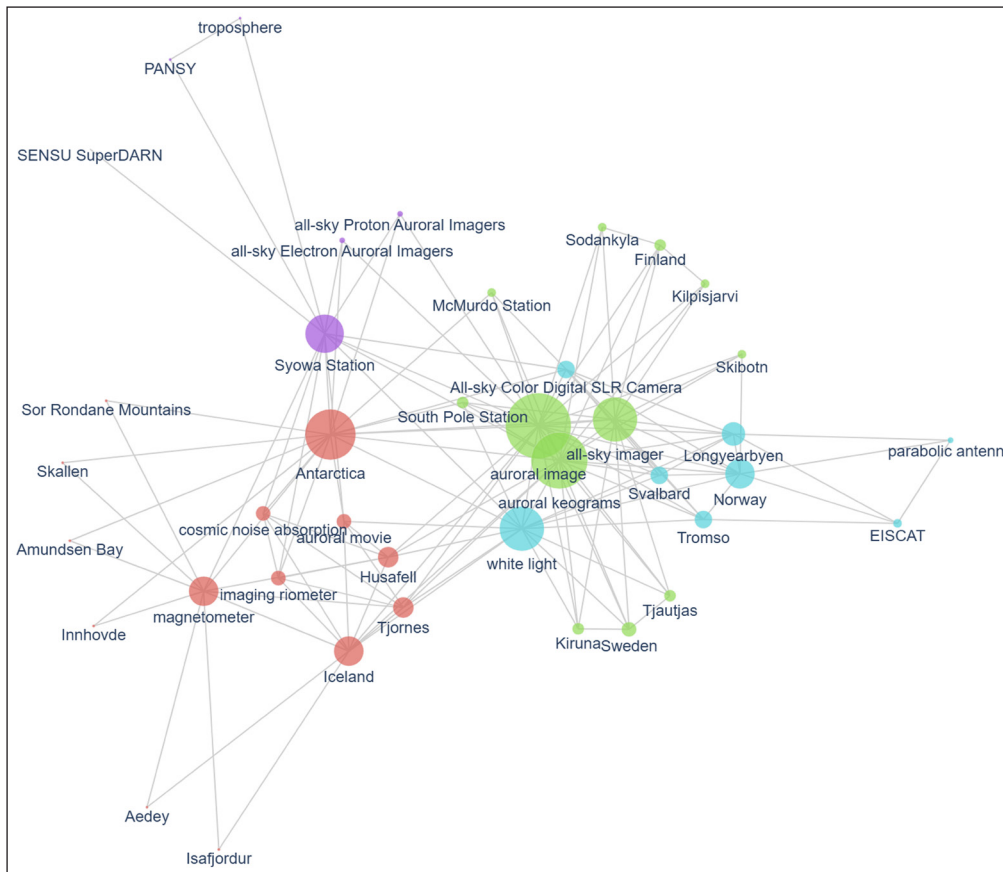 troposphere
PANSY
SENSU SuperDARN
all-sky Proton Auroral Imagers
all-sky Electron Auroral Imagers
Sodankyla
Finland
Kilpisjarvi
McMurdo Station
Syowa Station
Skibotn
All-sky Color Digital SLR Camera
Sor Rondane Mountains
South Pole Station
Longyearbyen
parabolic antenn
all-sky imager
Skallen
Antarctica
auroral image
Svalbard
Norway
auroral keograms
cosmic noise absorption
auroral movie
Tromso
EISCAT
Amundsen Bay
white light
Husafell
imaging riometer
magnetometer
Tjornes
Tjautjas
Innhovde
Kiruna
Sweden
Iceland
Aedey
Isafjordur